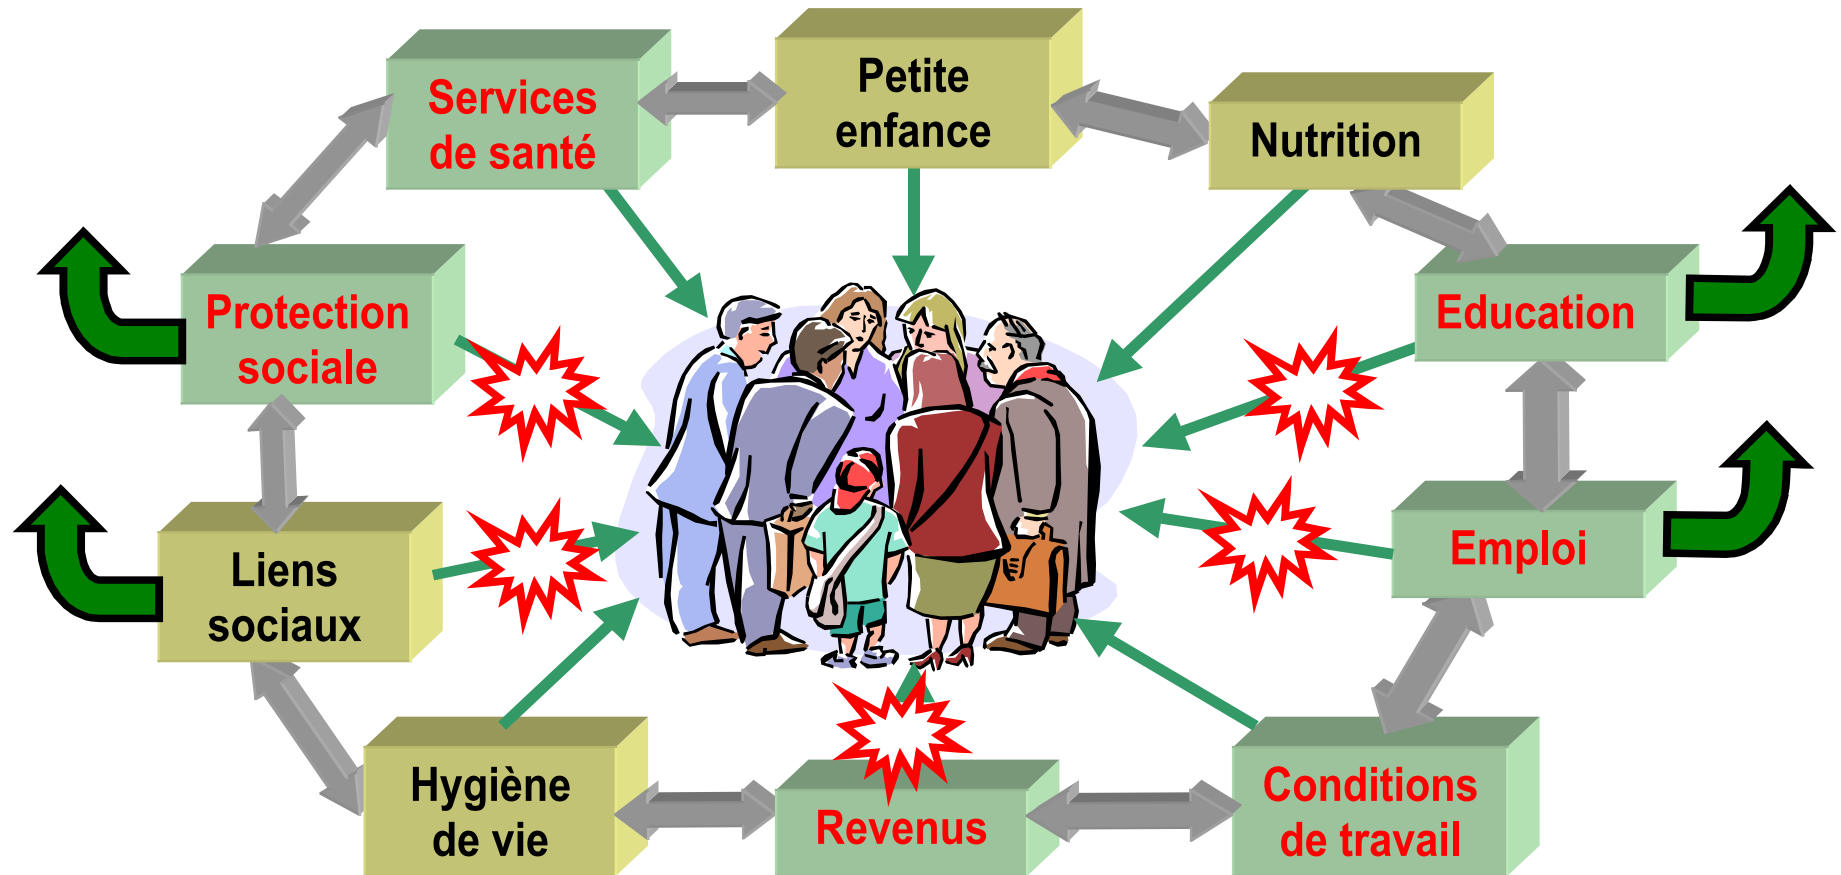 Services
de santé
Petite
enfance
Nutrition
Protection
sociale
Education
Liens
sociaux
Emploi
Hygiène
de vie
Revenus
Conditions
de travail